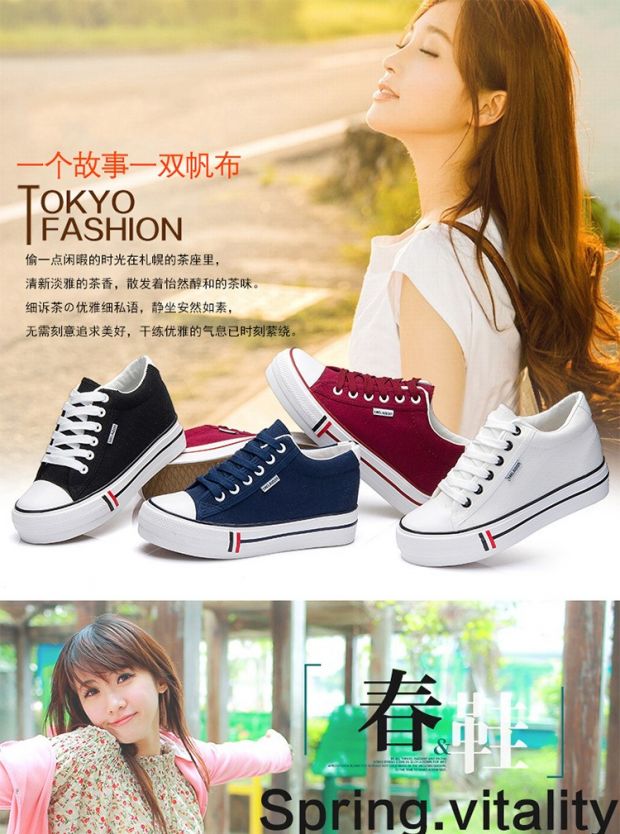 一个故事一双帆布
TOKYO
FASHION
偷一点闲暇的时光在札幌的茶座里，
清新淡雅的茶香，散发着怡然醇和的茶味。
细诉茶の优雅细私语，静坐安然如素，
无需刻意追求美好，干练优雅的气息已时刻萦绕。
春&鞋
Spring.vitality